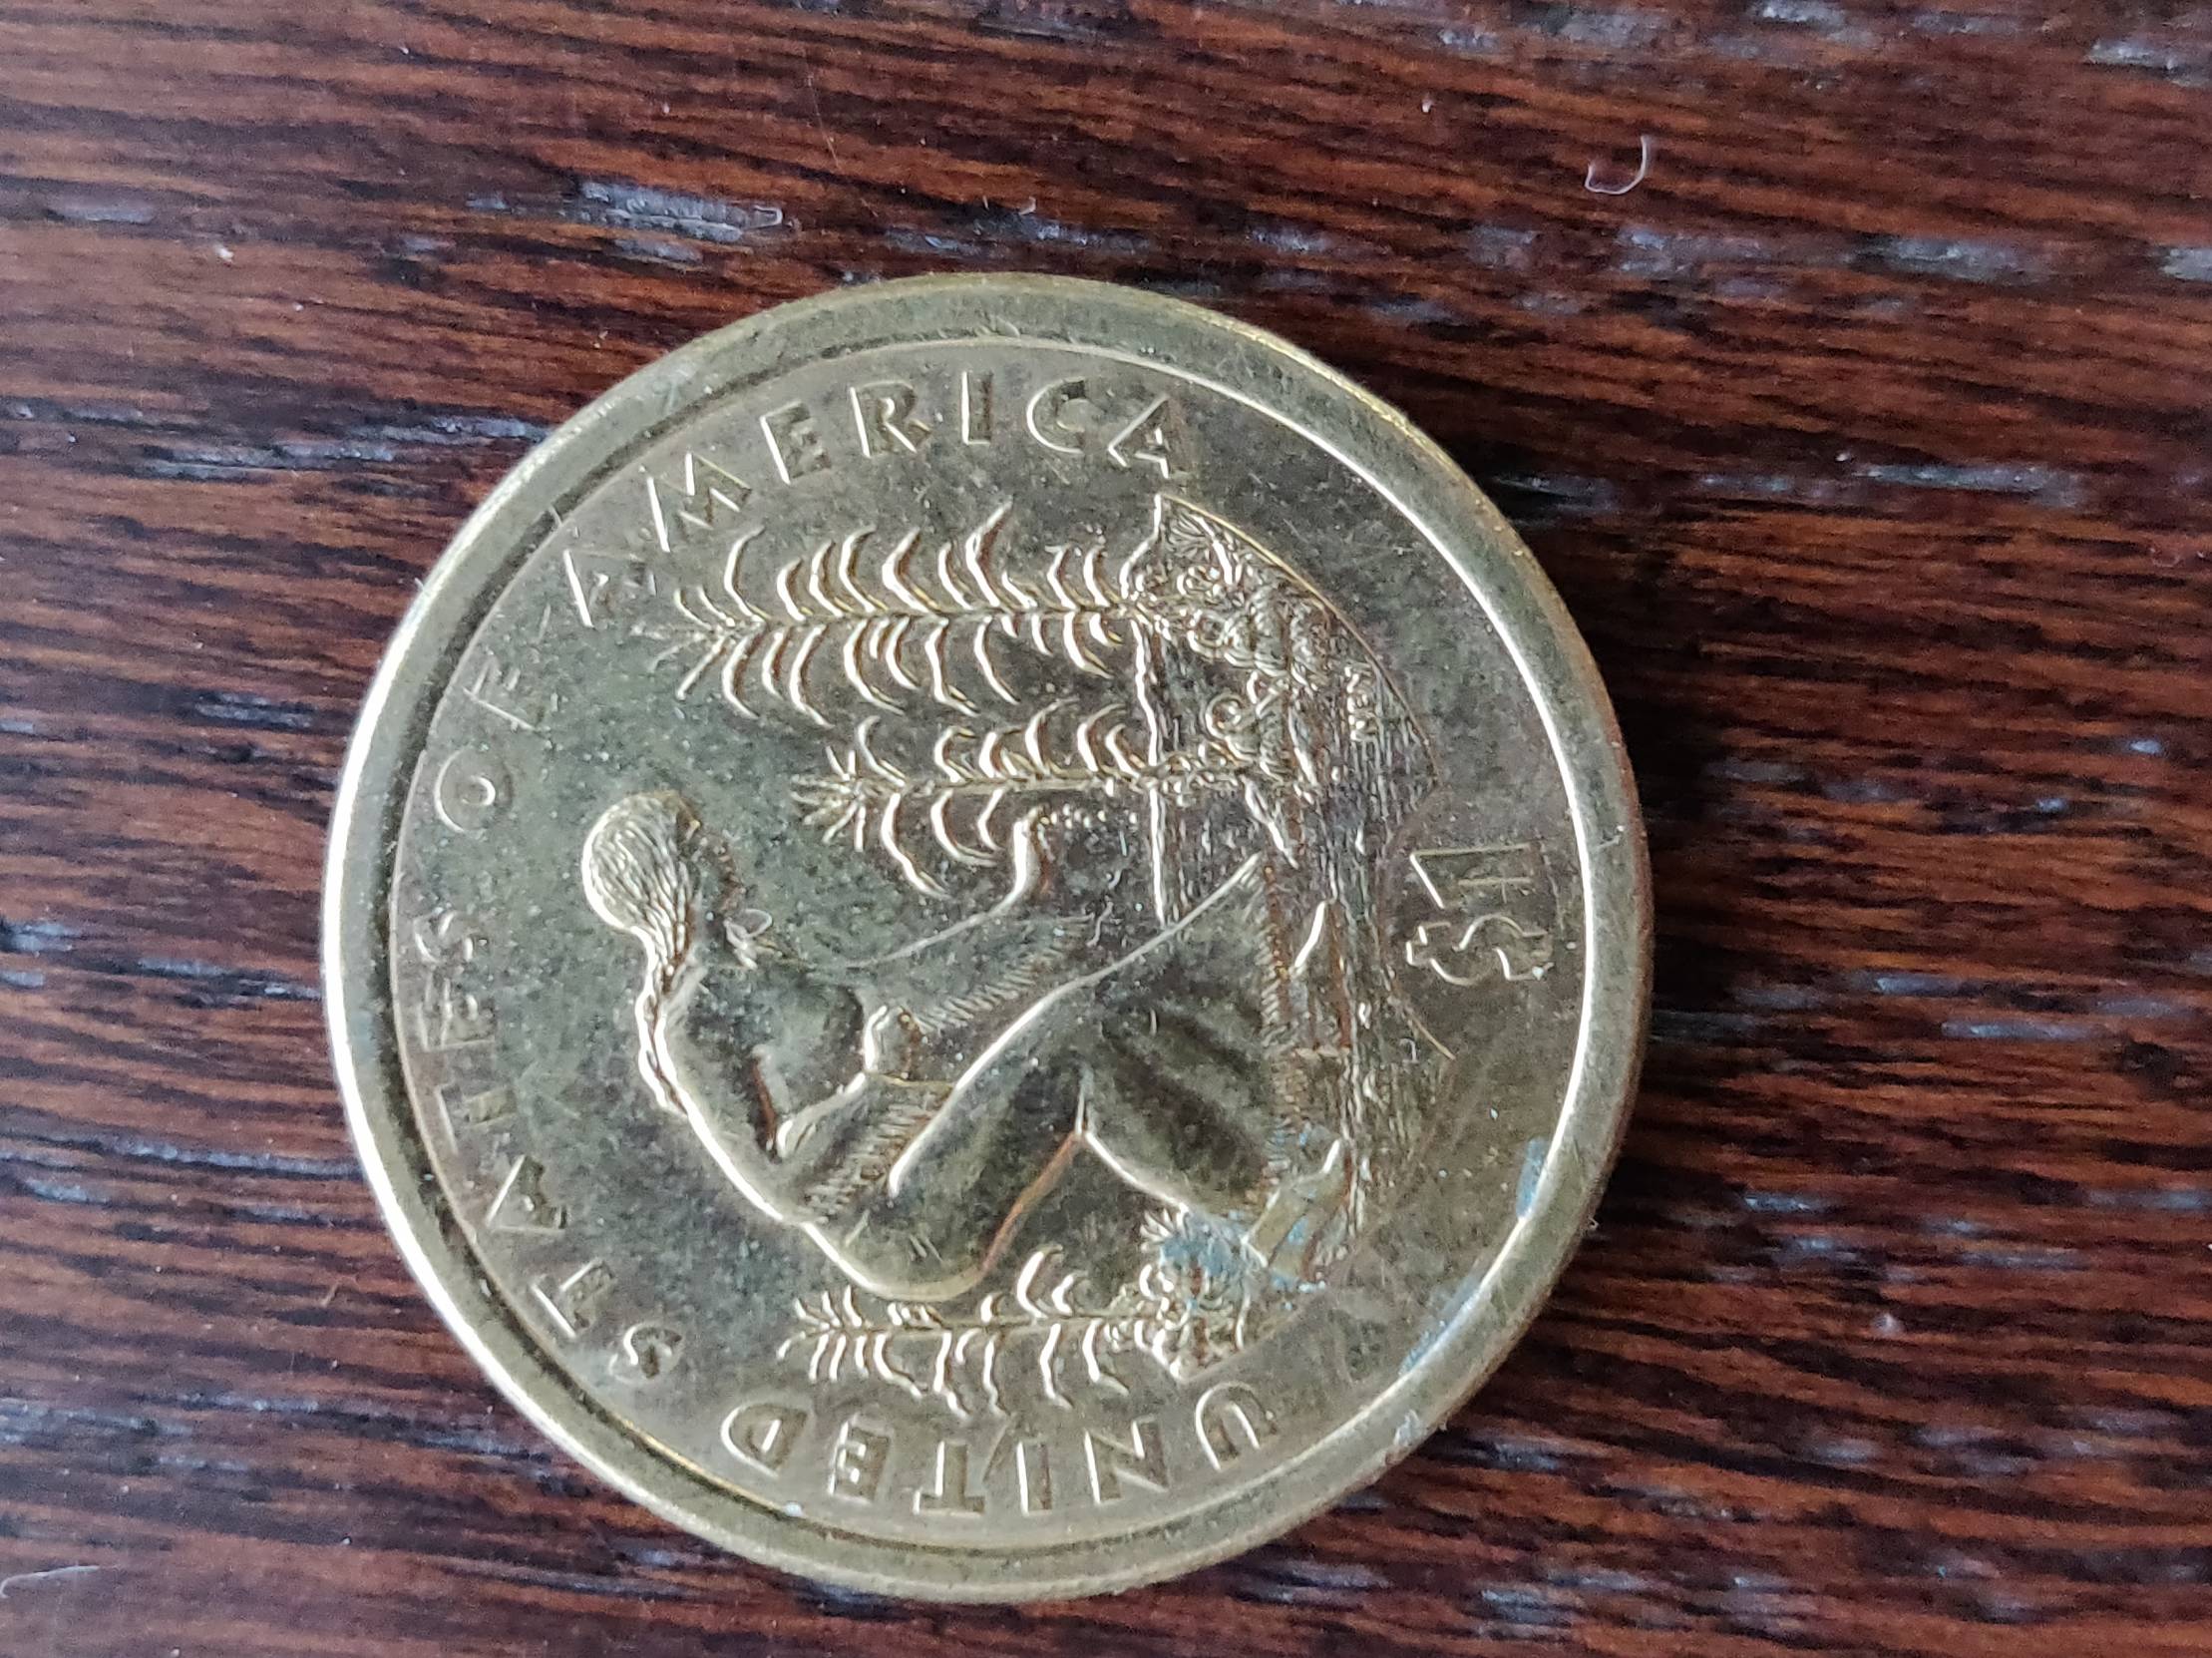 UNITED STATES OF AMERICA
$1